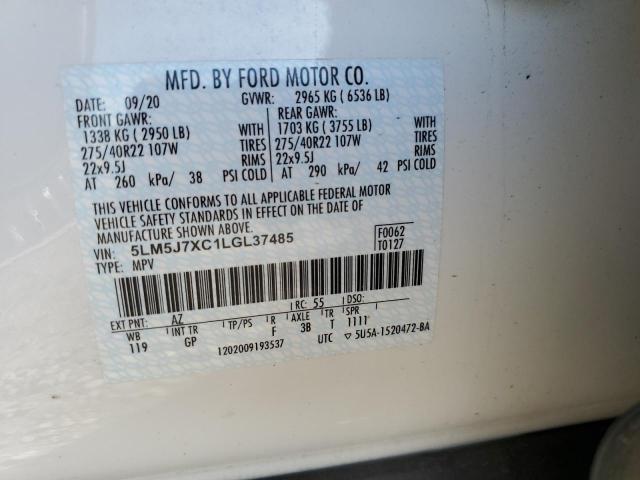 MFD. BY FORD MOTOR CO.
DATE: 09/20 GVWR: 2965 KG ( 6536 LB)
FRONT GAWR: REAR GAWR:
1338 KG ( 2950 LB) WITH 1703 KG ( 3755 LB) WITH
275/40R22 107W TIRES 275/40R22 107W TIRES
22x9.5J RIMS 22x9.5J RIMS
AT 260 kPa/ 38 PSI COLD AT 290 kPa/ 42 PSI COLD
THIS VEHICLE CONFORMS TO ALL APPLICABLE FEDERAL MOTOR
VEHICLE SAFETY STANDARDS IN EFFECT ON THE DATE OF
MANUFACTURE SHOWN ABOVE.
VIN: 5LM5J7XC1LGL37485 F0062
TYPE: MPV T0127
EXT PNT: AZ RC: 55 DSO:
WB INT TR TP/PS R AXLE TR SPR
119 GP F 3B T 1111
1202009193537 UTC ▽ 5U5A-1520472-BA